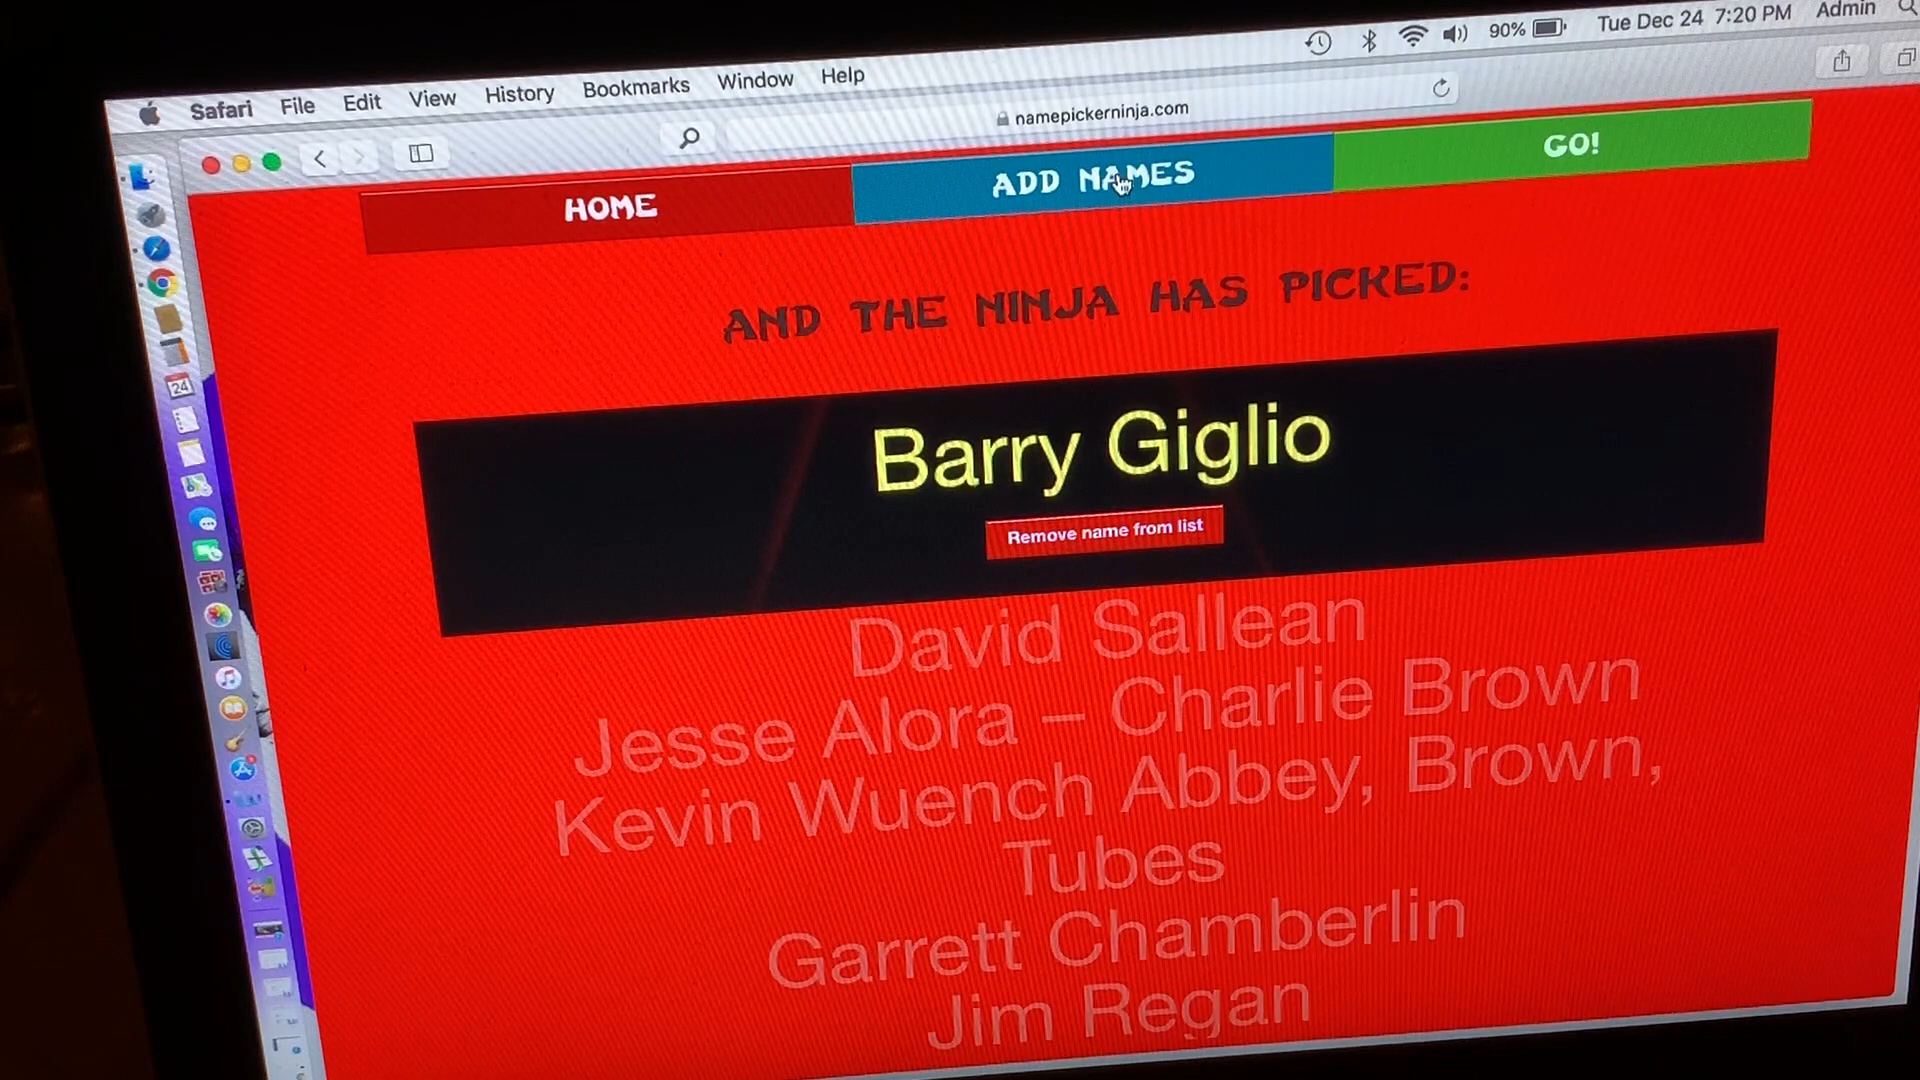 Safari File Edit View History Bookmarks Window Help 90% Tue Dec 24 7:20 PM Admin
namepickerninja.com
HOME ADD NAMES GO!
AND THE NINJA HAS PICKED:
Barry Giglio
Remove name from list
David Sallean
Jesse Alora – Charlie Brown
Kevin Wuench Abbey, Brown,
Tubes
Garrett Chamberlin
Jim Regan
24